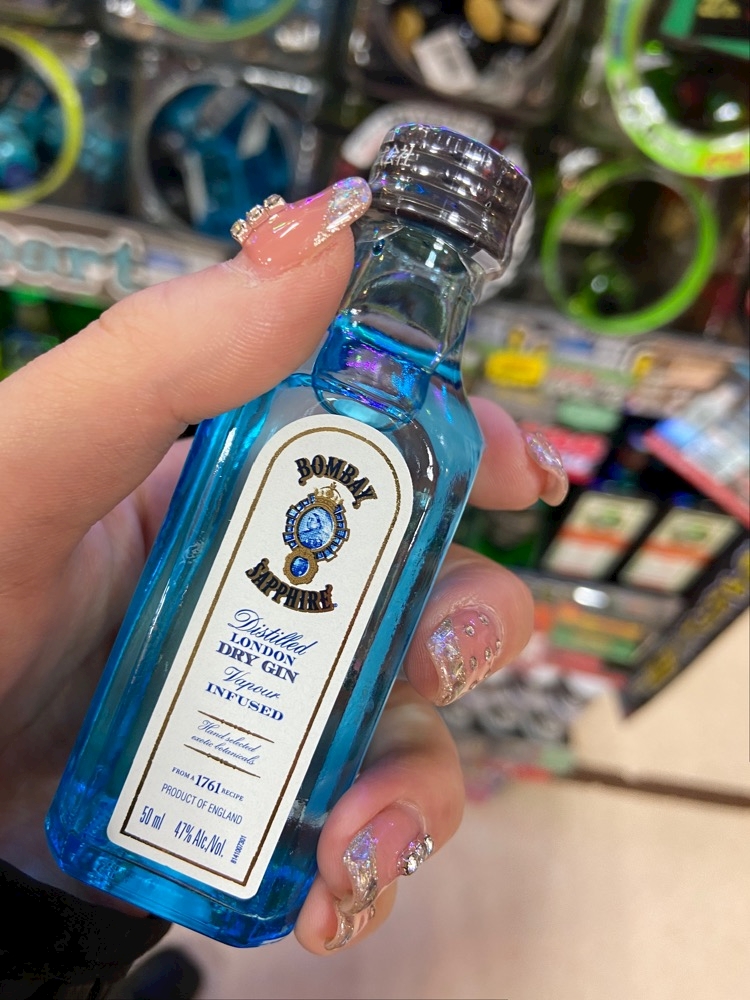 BOMBAY
SAPPHIRE
Distilled
LONDON
DRY GIN
Vapour
INFUSED
Hand selected
exotic botanicals
FROM A 1761 RECIPE
PRODUCT OF ENGLAND
50 ml 47% Alc./Vol.